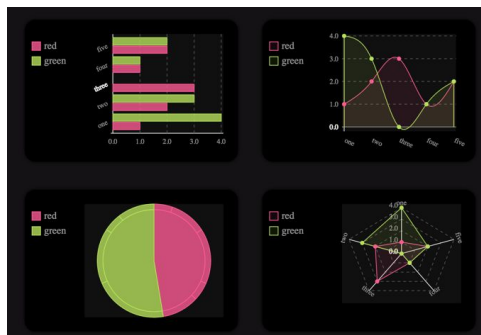 red
green
five
four
three
two
one
0.0 1.0 2.0 3.0 4.0
red
green
4.0
3.0
2.0
1.0
0.0
one two three four five
red
green
red
green
one
4.0
3.0
2.0
1.0
0.0
two
five
three
four